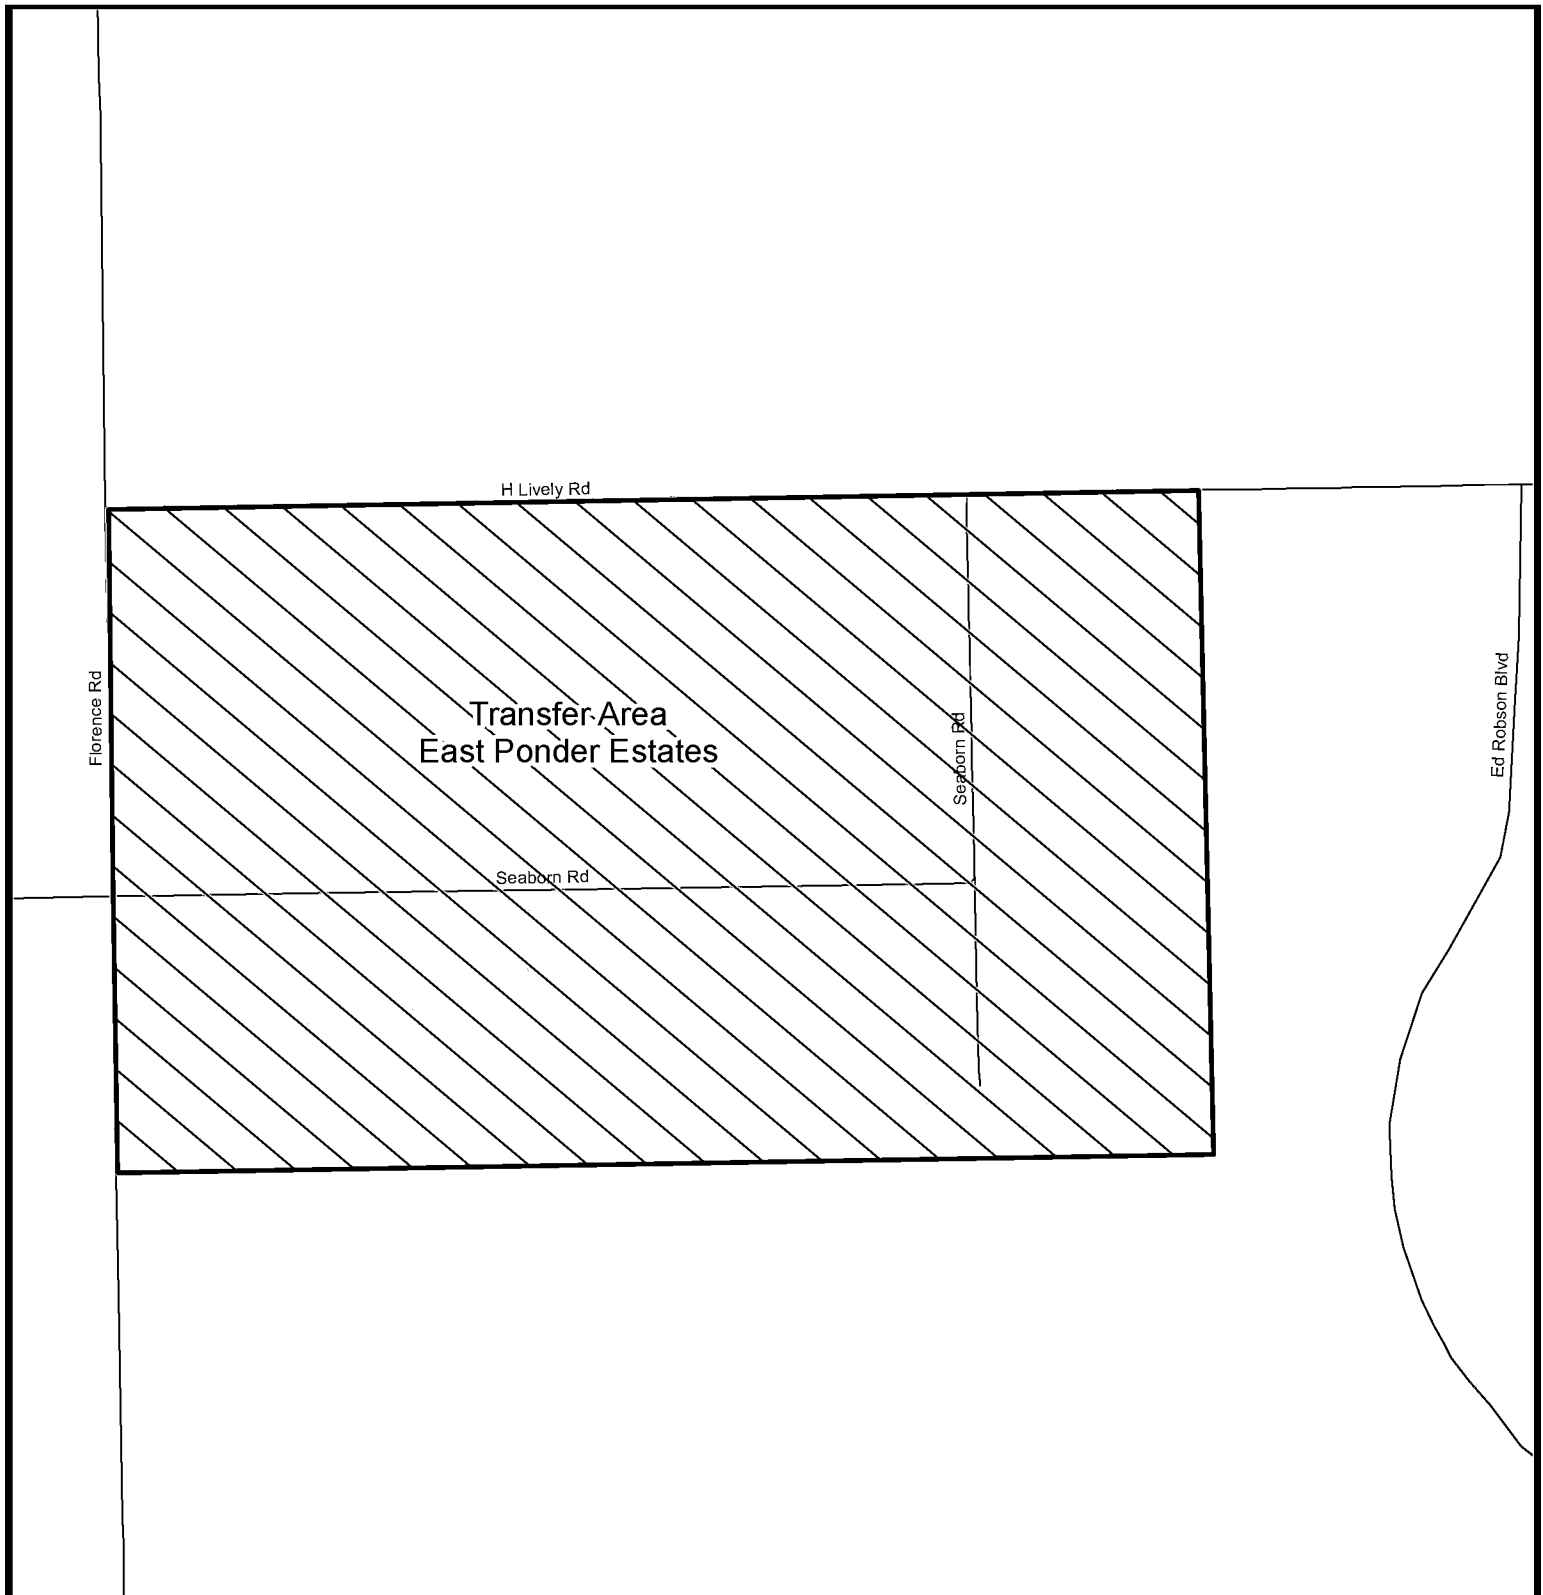 H Lively Rd
Florence Rd
Transfer Area
East Ponder Estates
Seaborn Rd
Ed Robson Blvd
Seaborn Rd